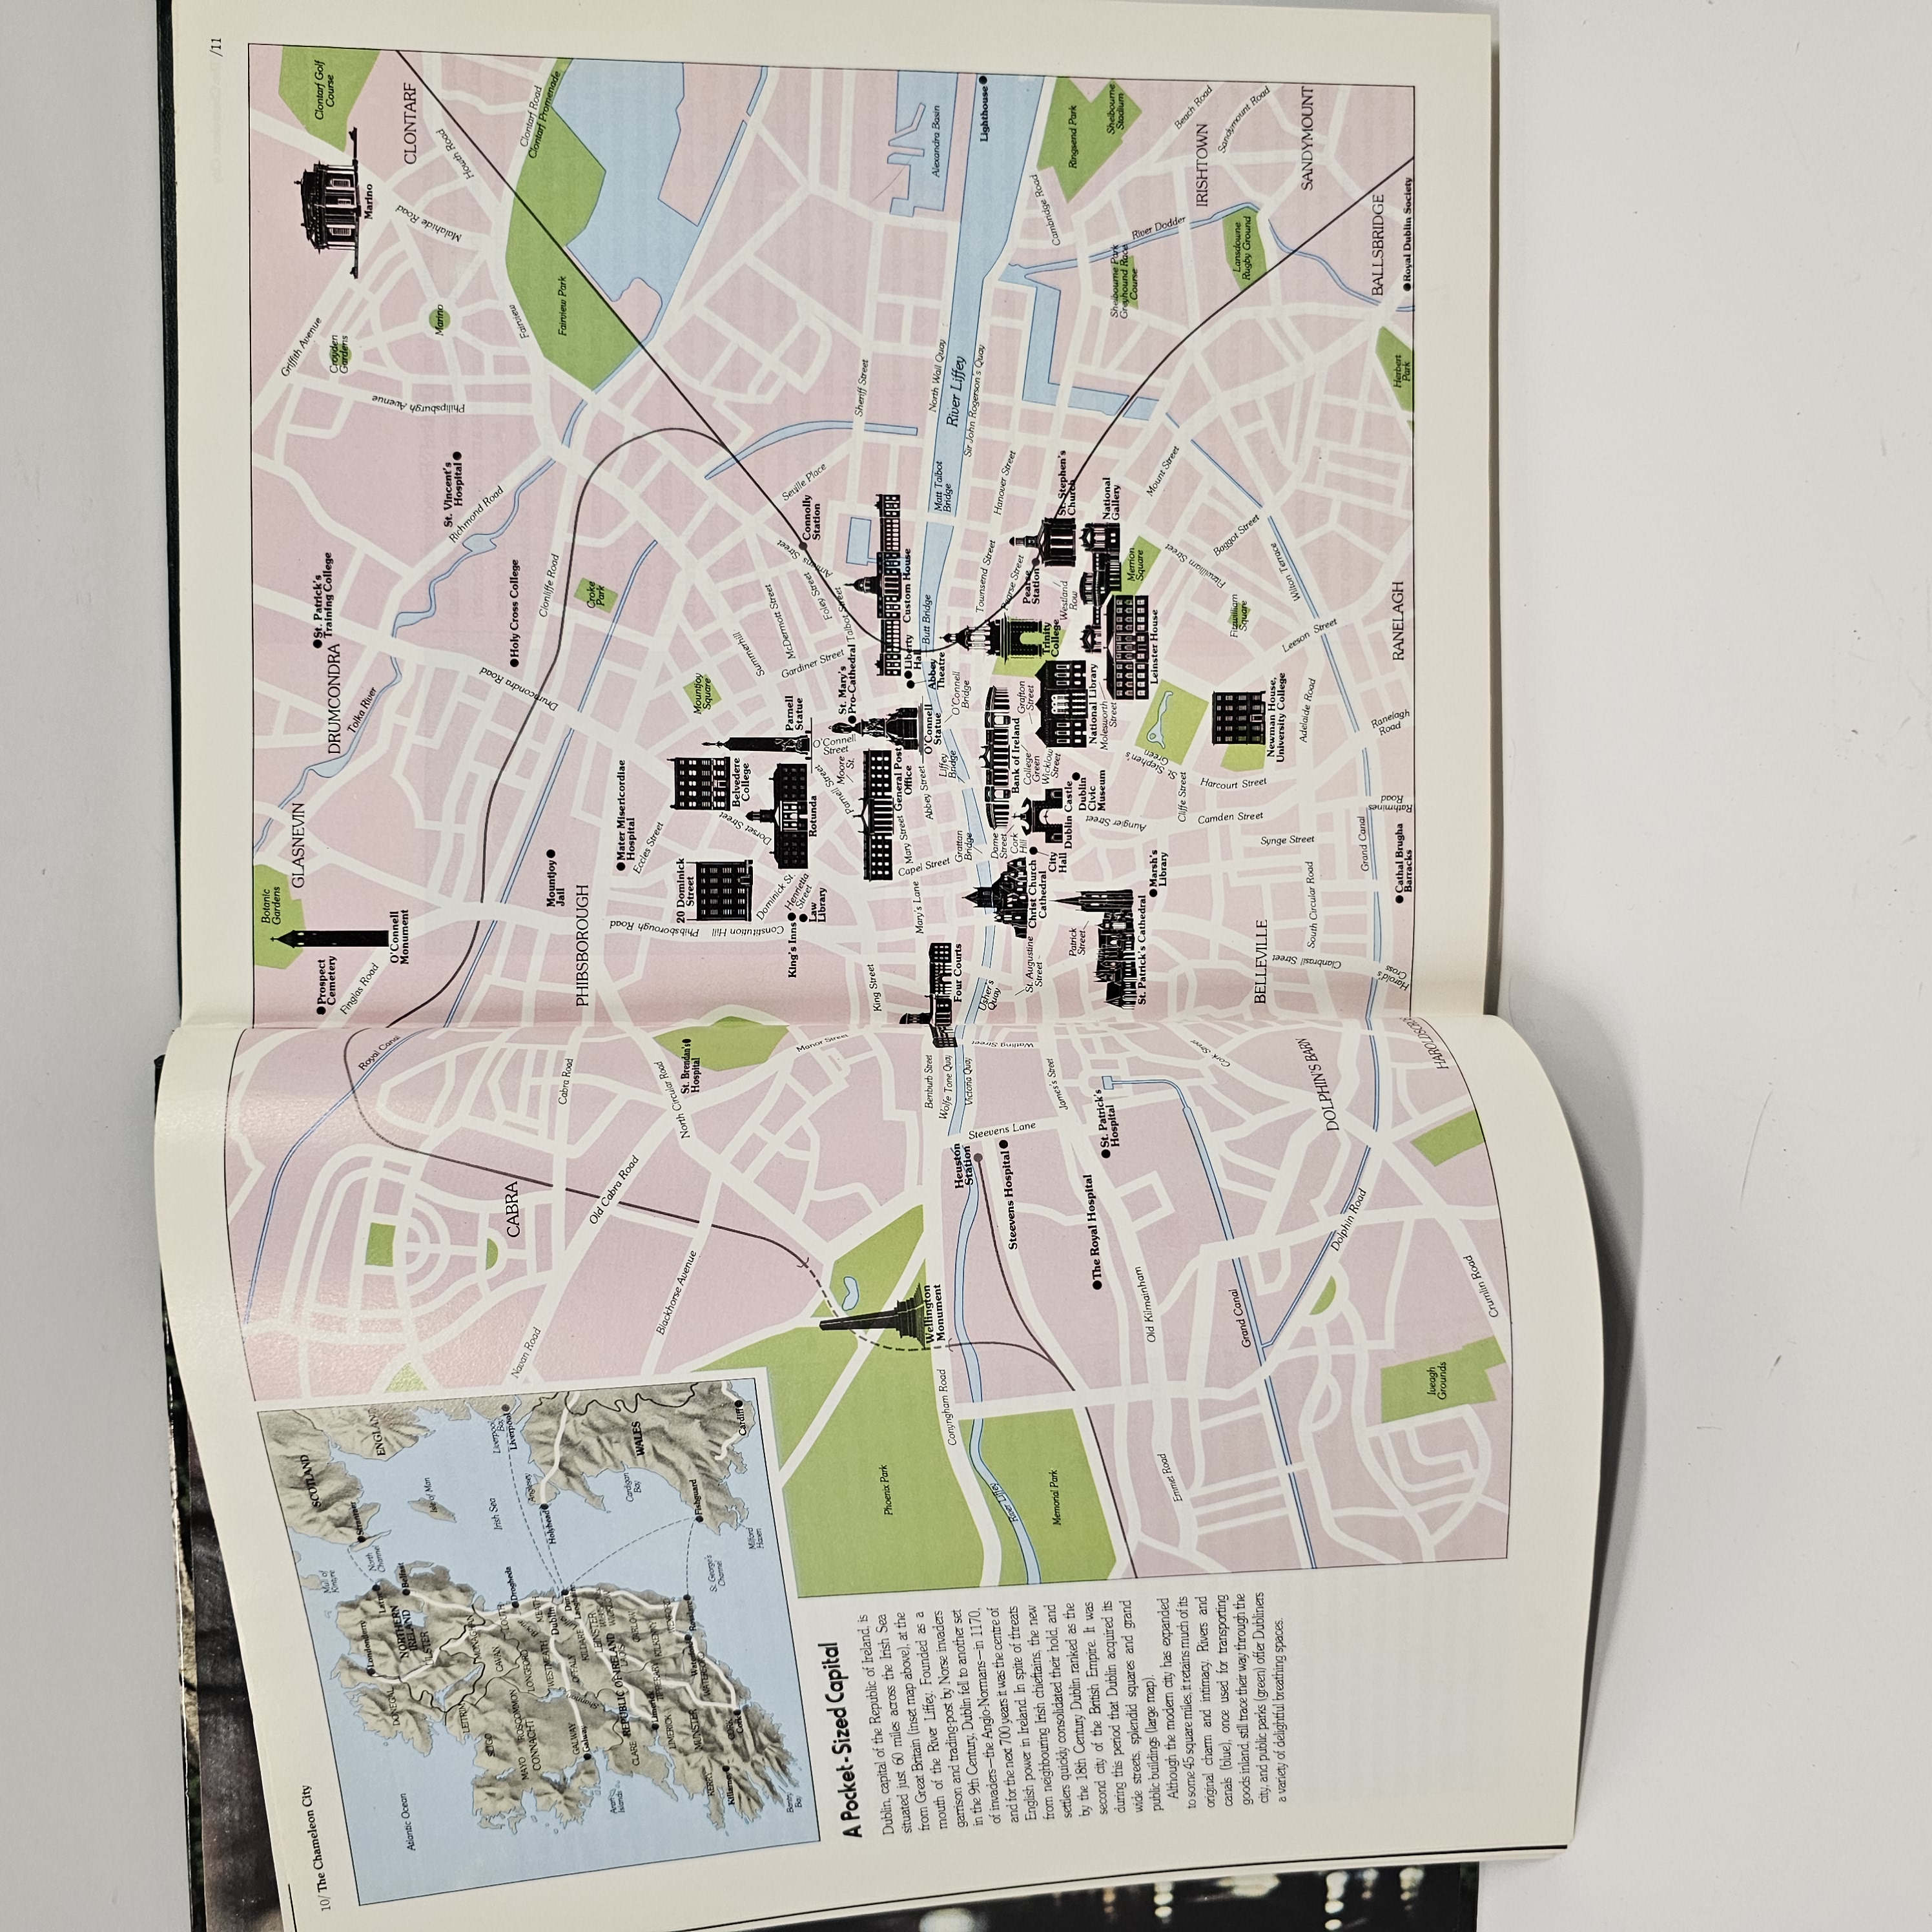 10/ The Chameleon City
/11
Atlantic Ocean
Mull of
Kintyre
SCOTLAND
Stranraer
North
Channel
Londonderry
Larne
DONEGAL
NORTHERN
IRELAND
ULSTER
Belfast
ENGLAND
Isle of Man
LEITRIM
MONAGHAN
SLIGO
CAVAN
LOUTH
Irish Sea
Liverpool
Bay
Liverpool
MAYO
ROSCOMMON
CONNACHT
LONGFORD
Drogheda
MEATH
WESTMEATH
Dublin
Anglesey
Holyhead
Dun
Laoghaire
GALWAY
Galway
OFFALY
KILDARE
LEINSTER
WICKLOW
Aran
Islands
REPUBLIC OF IRELAND
LAOIS
CLARE
CARLOW
Cardigan
Bay
WALES
Limerick
LIMERICK
TIPPERARY
KILKENNY
WEXFORD
MUNSTER
Waterford
Rosslare
WATERFORD
Fishguard
KERRY
Killarney
CORK
Cork
St. George's
Channel
Milford
Haven
Cardiff
Bantry
Bay
A Pocket-Sized Capital
Dublin, capital of the Republic of Ireland, is
situated just 60 miles across the Irish Sea
from Great Britain (inset map above), at the
mouth of the River Liffey. Founded as a
garrison and trading-post by Norse invaders
in the 9th Century, Dublin fell to another set
of invaders—the Anglo-Normans—in 1170,
and for the next 700 years it was the centre of
English power in Ireland. In spite of threats
from neighbouring Irish chieftains, the new
settlers quickly consolidated their hold, and
by the 18th Century Dublin ranked as the
second city of the British Empire. It was
during this period that Dublin acquired its
wide streets, splendid squares and grand
public buildings (large map).
Although the modern city has expanded
to some 45 square miles, it retains much of its
original charm and intimacy. Rivers and
canals (blue), once used for transporting
goods inland, still trace their way through the
city, and public parks (green) offer Dubliners
a variety of delightful breathing spaces.
Royal Canal
CABRA
Navan Road
Cabra Road
Old Cabra Road
Blackhorse Avenue
North Circular Road
St. Brendan's
Hospital
Manor Street
Phoenix Park
Wellington
Monument
Conyngham Road
Benburb Street
Wolfe Tone Quay
Victoria Quay
Heuston
Station
River Liffey
Steevens Hospital
Steevens Lane
Watling Street
Memorial Park
James's Street
The Royal Hospital
St. Patrick's
Hospital
Old Kilmainham
Emmet Road
Cork Street
Grand Canal
DOLPHIN'S BARN
Dolphin Road
Iveagh
Grounds
Crumlin Road
Botanic
Gardens
GLASNEVIN
Prospect
Cemetery
Finglas Road
O'Connell
Monument
DRUMCONDRA
St. Patrick's
Training College
Tolka River
Griffith Avenue
Croyden
Gardens
Marino
Clontarf Golf
Course
CLONTARF
Philipsburgh Avenue
Marino
Malahide Road
Howth Road
St. Vincent's
Hospital
Richmond Road
Drumcondra Road
Holy Cross College
Clonliffe Road
Fairview
Fairview Park
Clontarf Road
Clontarf Promenade
Mountjoy
Jail
PHIBSBOROUGH
Croke
Park
Mater Misericordiae
Hospital
Eccles Street
Phibsborough Road
Constitution Hill
20 Dominick
Street
Belvedere
College
Mountjoy
Square
Dorset Street
Summerhill
Dominick St.
King's Inns
Henrietta
Street
Law
Library
Rotunda
Parnell
Statue
McDermott Street
Gardiner Street
Foley Street
Amiens Street
Connolly
Station
Seville Place
Parnell Street
Moore
St.
O'Connell
Street
St. Mary's
Pro-Cathedral
Talbot Street
Sheriff Street
King Street
General Post
Office
Mary Street
Mary's Lane
Capel Street
Abbey Street
O'Connell
Statue
Liberty
Hall
Abbey
Theatre
Custom House
Butt Bridge
Matt Talbot
Bridge
North Wall Quay
River Liffey
Sir John Rogerson's Quay
Alexandra Basin
Lighthouse
Four Courts
Grattan
Bridge
Liffey
Bridge
O'Connell
Bridge
Usher's
Quay
St. Augustine
Street
Christ Church
Cathedral
Dame
Street
Cork
Hill
City
Hall
Bank of Ireland
College
Green
Grafton
Street
Wicklow
Street
Dublin Castle
Dublin
Civic
Museum
Townsend Street
Hanover Street
Pearse Street
Pearse
Station
Trinity
College
Westland
Row
St. Stephen's
Church
Cambridge Road
Ringsend Park
Patrick
Street
St. Patrick's Cathedral
Marsh's
Library
Aungier Street
National Library
Molesworth
Street
Leinster House
National
Gallery
Merrion
Square
Shelbourne Park
Greyhound Race
Course
Shelbourne
Stadium
River Dodder
Mount Street
St. Stephen's
Green
Cliffe Street
Camden Street
Harcourt Street
Fitzwilliam Street
Fitzwilliam
Square
Baggot Street
IRISHTOWN
Beach Road
Sandymount Road
Lansdowne
Rugby Ground
BELLEVILLE
Newman House,
University College
Clanbrasil Street
South Circular Road
Synge Street
Adelaide Road
Leeson Street
Wilton Terrace
SANDYMOUNT
Grand Canal
Harold's
Cross
Cathal Brugha
Barracks
Rathmines
Road
Ranelagh
Road
RANELAGH
BALLSBRIDGE
Herbert
Park
Royal Dublin Society